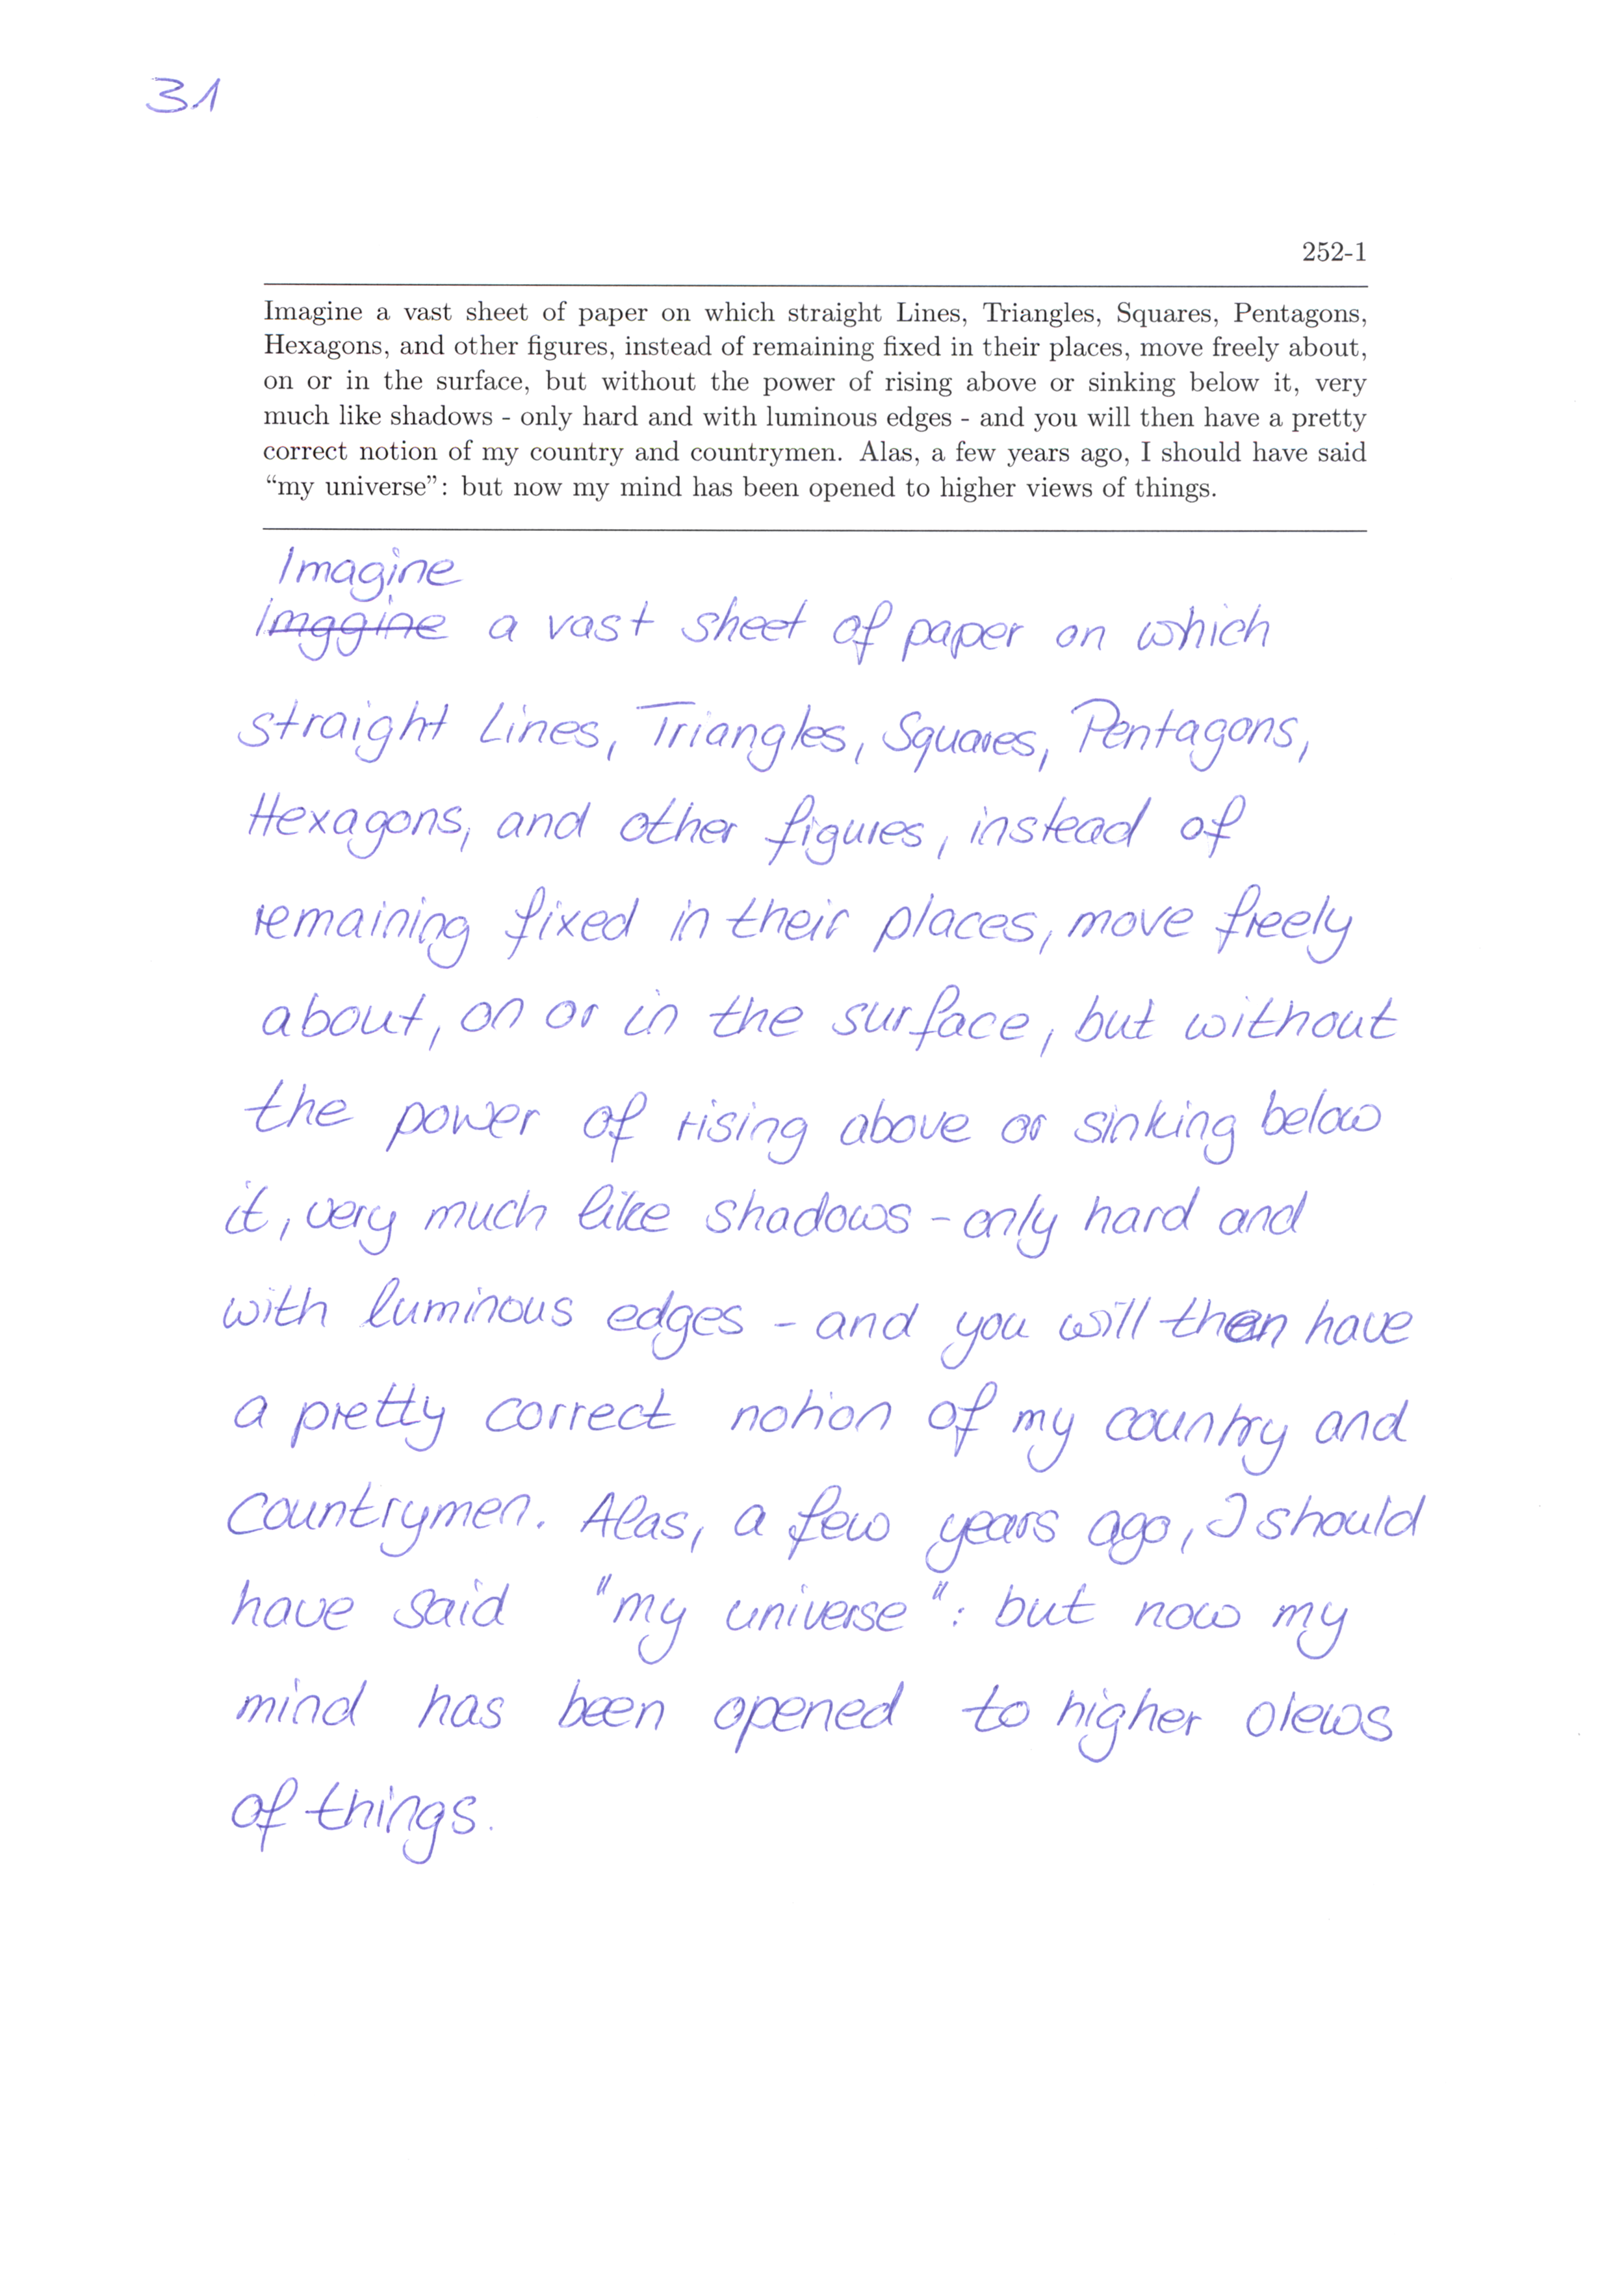 31
252-1
Imagine a vast sheet of paper on which straight Lines, Triangles, Squares, Pentagons,
Hexagons, and other figures, instead of remaining fixed in their places, move freely about,
on or in the surface, but without the power of rising above or sinking below it, very
much like shadows - only hard and with luminous edges - and you will then have a pretty
correct notion of my country and countrymen. Alas, a few years ago, I should have said
“my universe”: but now my mind has been opened to higher views of things.
Imagine
imagine a vast sheet of paper on which
straight Lines, Triangles, Squares, Pentagons,
Hexagons, and other figures, instead of
remaining fixed in their places, move freely
about, on or in the surface, but without
the power of rising above or sinking below
it, very much like shadows - only hard and
with luminous edges - and you will then have
a pretty correct notion of my country and
countrymen. Alas, a few years ago, I should
have said "my universe": but now my
mind has been opened to higher views
of things.